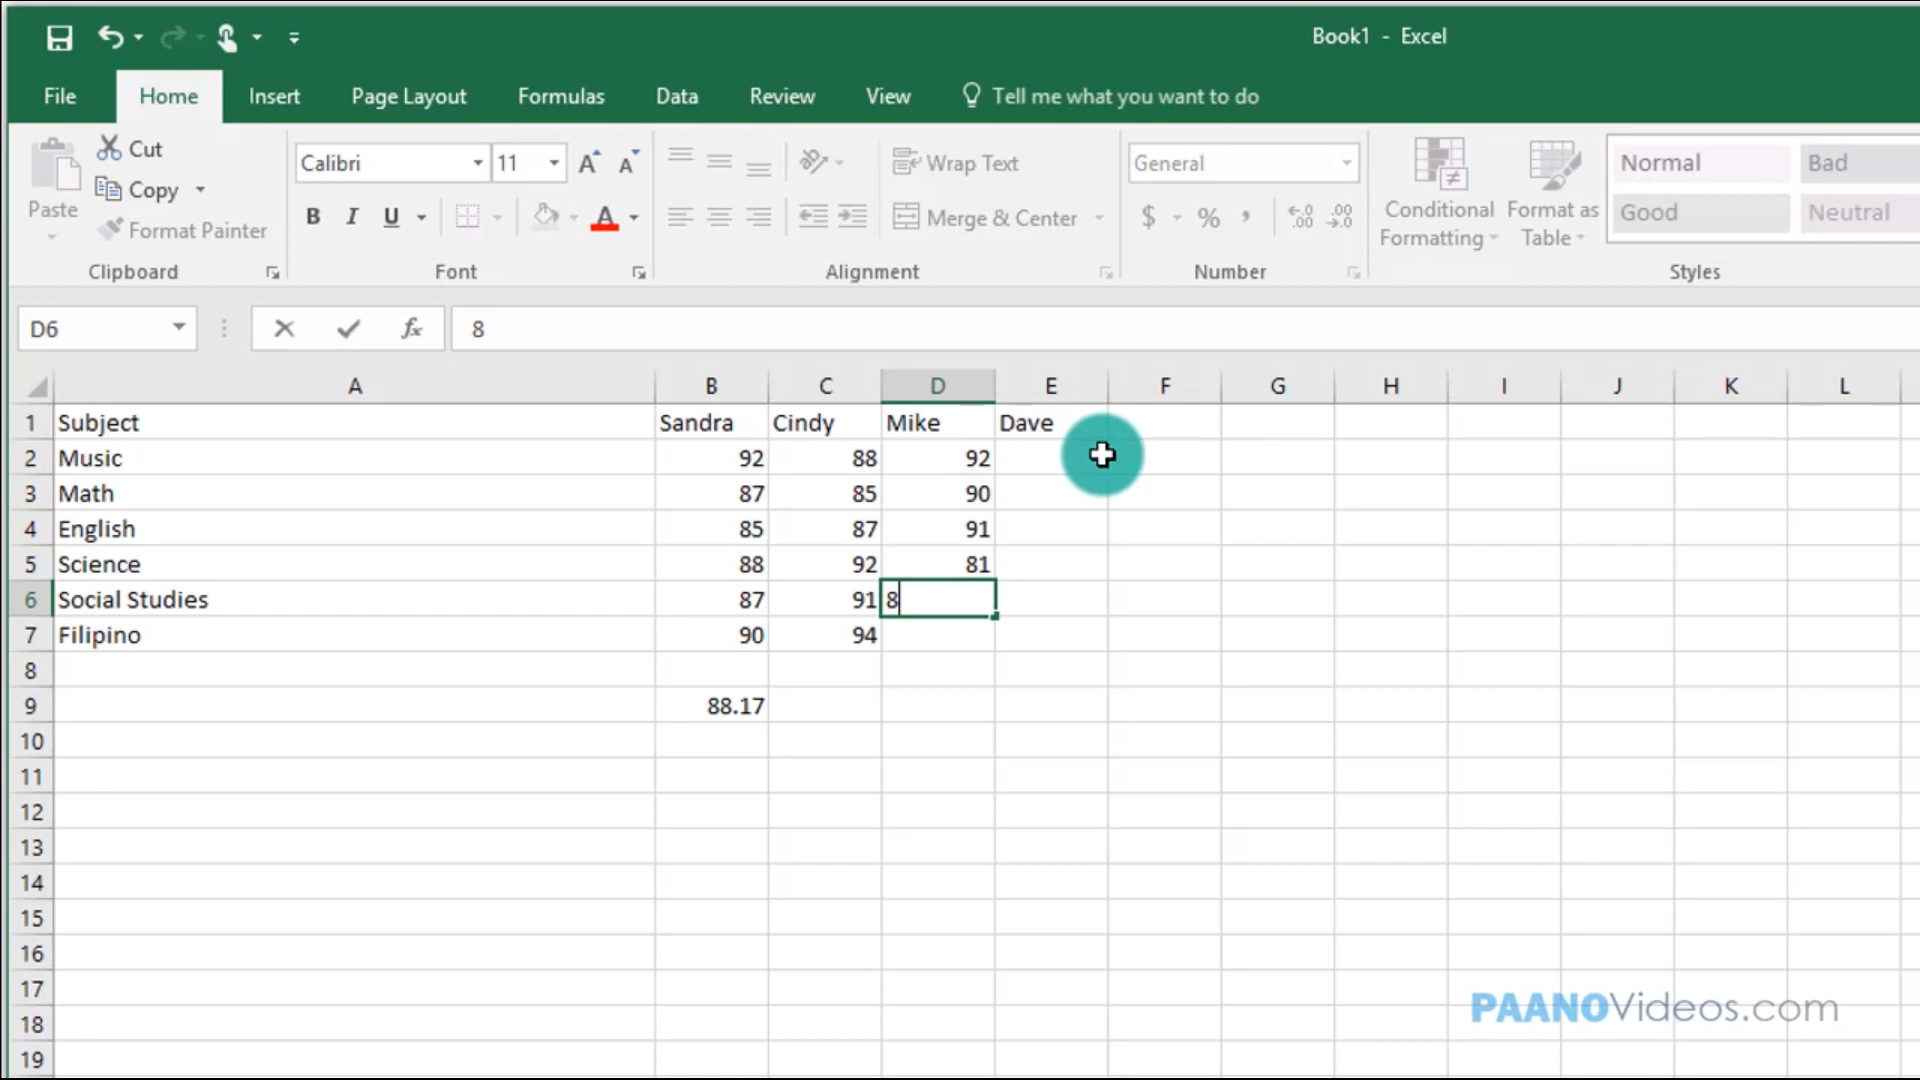 Book1 - Excel
File Home Insert Page Layout Formulas Data Review View Tell me what you want to do
Paste
Cut
Copy
Format Painter
Clipboard
Calibri 11
B I U
Font
Wrap Text
Merge & Center
Alignment
General
$ % ,
Number
Conditional Formatting
Format as Table
Normal Bad
Good Neutral
Styles
D6 fx 8
A B C D E F G H I J K L
1 Subject Sandra Cindy Mike Dave
2 Music 92 88 92
3 Math 87 85 90
4 English 85 87 91
5 Science 88 92 81
6 Social Studies 87 91 8
7 Filipino 90 94
8
9 88.17
10
11
12
13
14
15
16
17
18
19
PAANOVideos.com